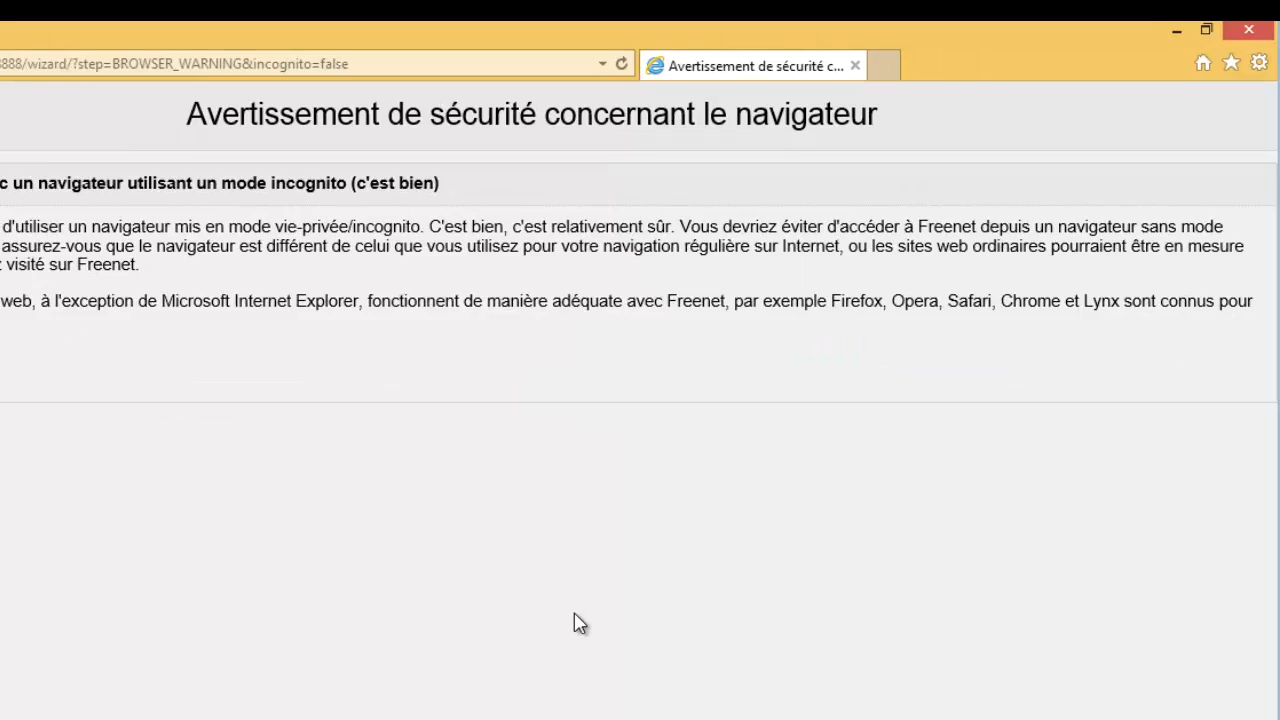 8888/wizard/?step=BROWSER_WARNING&incognito=false
Avertissement de sécurité c...
Avertissement de sécurité concernant le navigateur
un navigateur utilisant un mode incognito (c'est bien)
d'utiliser un navigateur mis en mode vie-privée/incognito. C'est bien, c'est relativement sûr. Vous devriez éviter d'accéder à Freenet depuis un navigateur sans mode
assurez-vous que le navigateur est différent de celui que vous utilisez pour votre navigation régulière sur Internet, ou les sites web ordinaires pourraient être en mesure
visité sur Freenet.
web, à l'exception de Microsoft Internet Explorer, fonctionnent de manière adéquate avec Freenet, par exemple Firefox, Opera, Safari, Chrome et Lynx sont connus pour